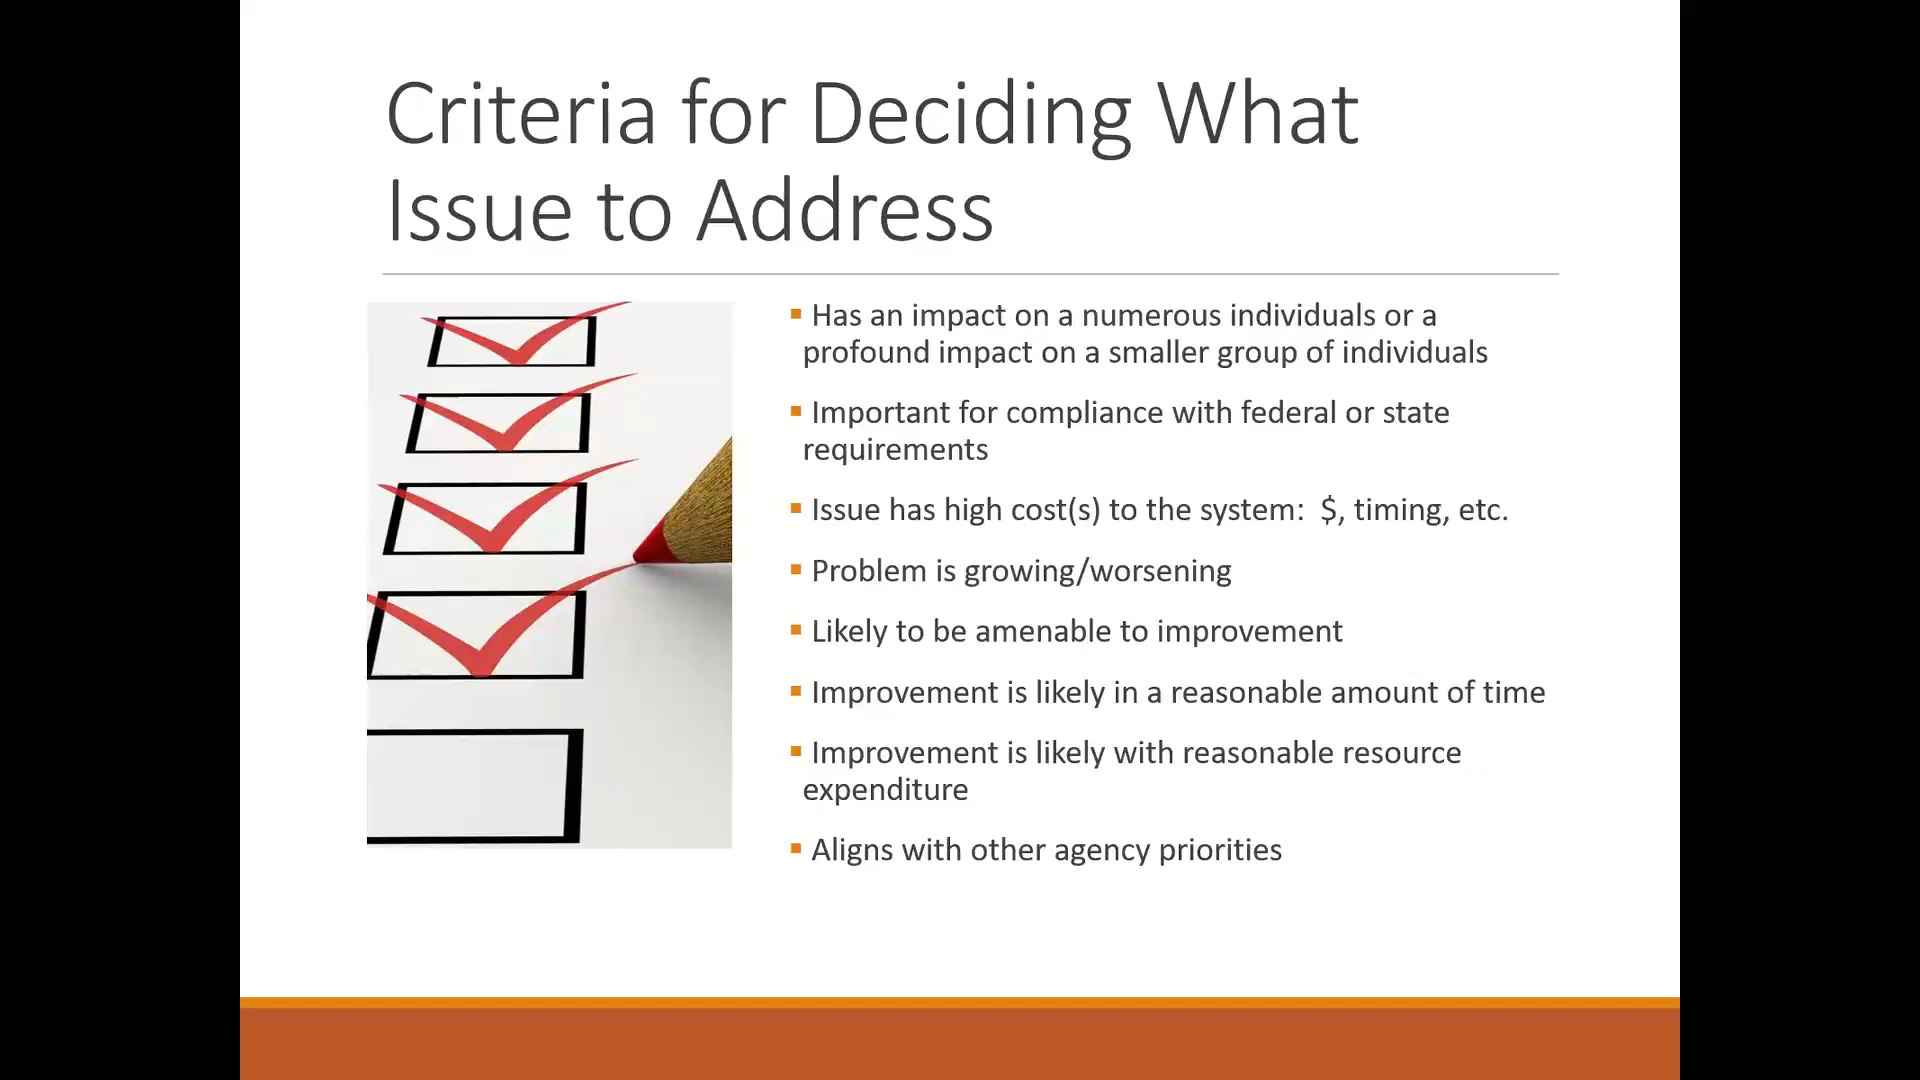 Criteria for Deciding What
Issue to Address
▪ Has an impact on a numerous individuals or a
profound impact on a smaller group of individuals
▪ Important for compliance with federal or state
requirements
▪ Issue has high cost(s) to the system:  $, timing, etc.
▪ Problem is growing/worsening
▪ Likely to be amenable to improvement
▪ Improvement is likely in a reasonable amount of time
▪ Improvement is likely with reasonable resource
expenditure
▪ Aligns with other agency priorities